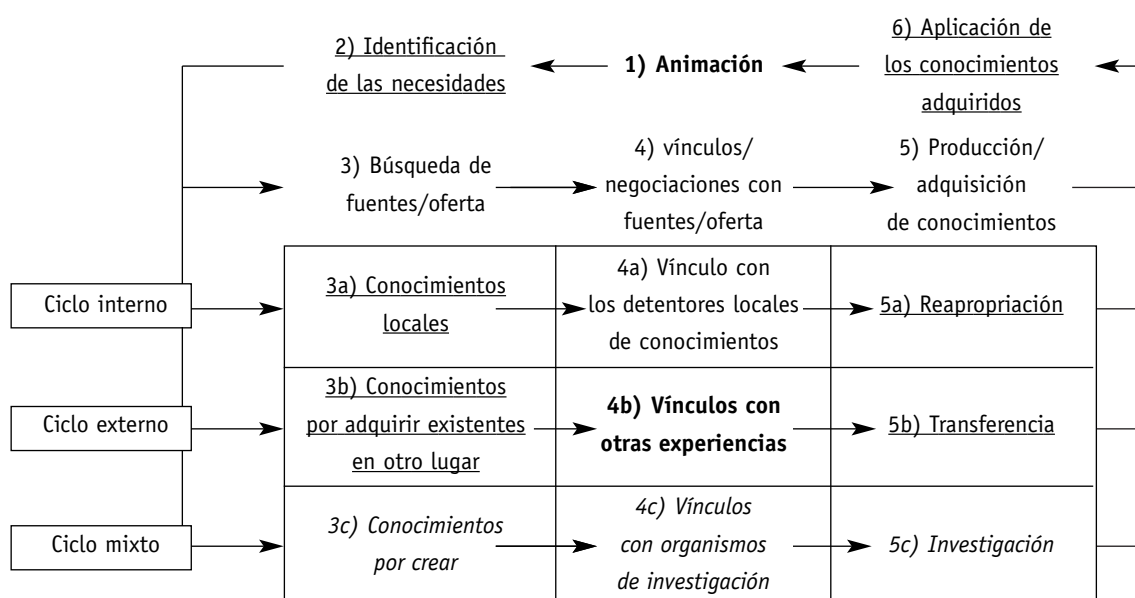 2) Identificación
de las necesidades
1) Animación
6) Aplicación de
los conocimientos
adquiridos
3) Búsqueda de
fuentes/oferta
4) vínculos/
negociaciones con
fuentes/oferta
5) Producción/
adquisición
de conocimientos
Ciclo interno
3a) Conocimientos
locales
4a) Vínculo con
los detentores locales
de conocimientos
5a) Reapropriación
Ciclo externo
3b) Conocimientos
por adquirir existentes
en otro lugar
4b) Vínculos con
otras experiencias
5b) Transferencia
Ciclo mixto
3c) Conocimientos
por crear
4c) Vínculos
con organismos
de investigación
5c) Investigación